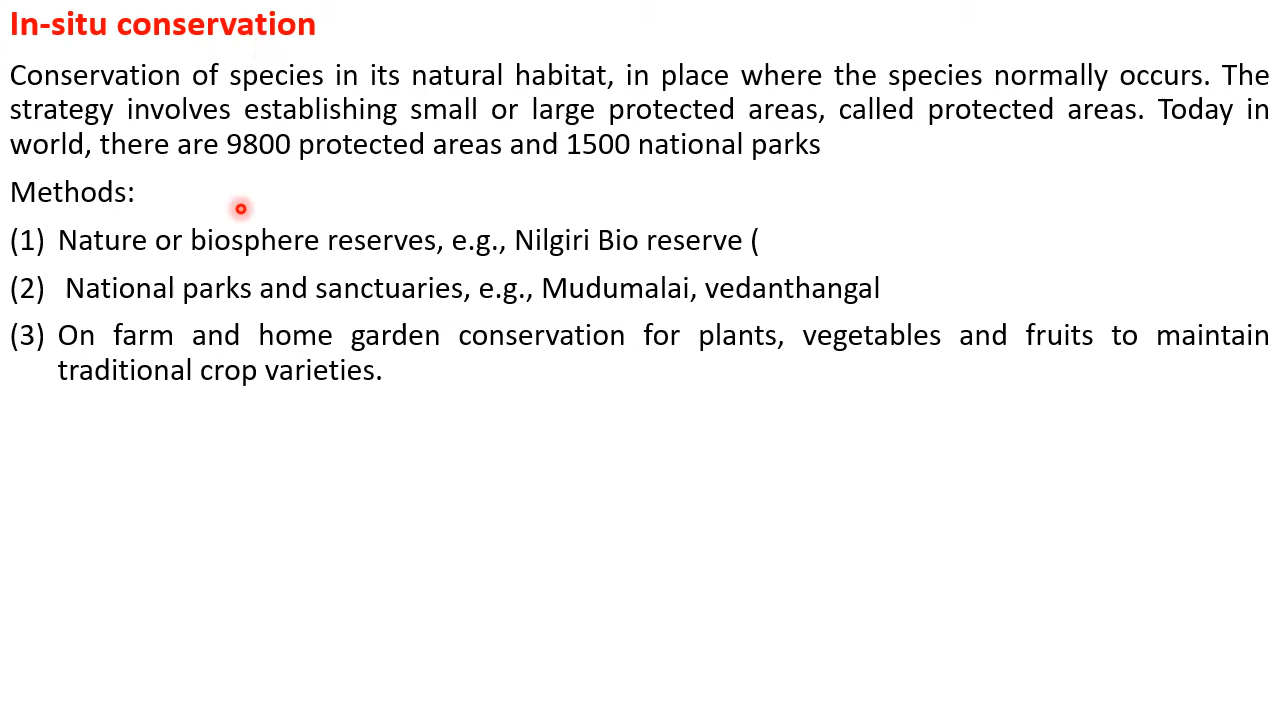 In-situ conservation
Conservation of species in its natural habitat, in place where the species normally occurs. The
strategy involves establishing small or large protected areas, called protected areas. Today in
world, there are 9800 protected areas and 1500 national parks
Methods:
(1) Nature or biosphere reserves, e.g., Nilgiri Bio reserve (
(2) National parks and sanctuaries, e.g., Mudumalai, vedanthangal
(3) On farm and home garden conservation for plants, vegetables and fruits to maintain
traditional crop varieties.